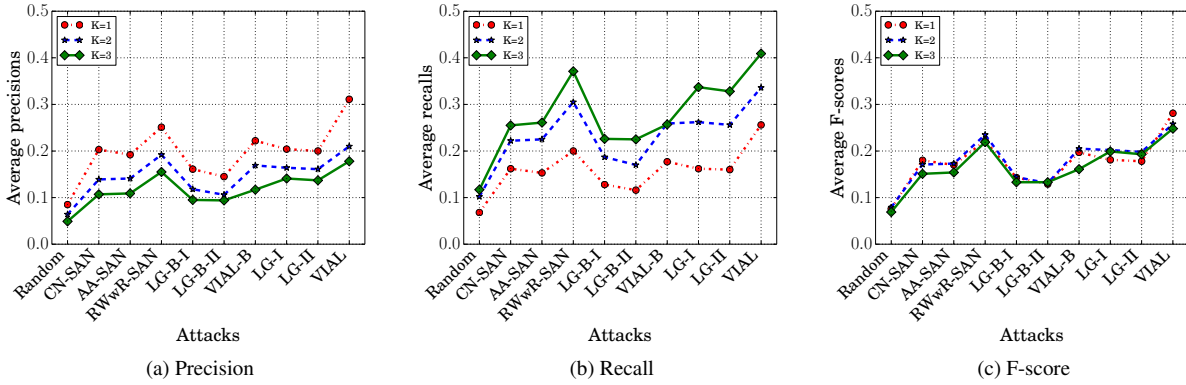 0.5
0.4
0.3
0.2
0.1
0.0
Average precisions
K=1
K=2
K=3
Random
CN-SAN
AA-SAN
RWwR-SAN
LG-B-I
LG-B-II
VIAL-B
LG-I
LG-II
VIAL
Attacks
(a) Precision
0.5
0.4
0.3
0.2
0.1
0.0
Average recalls
K=1
K=2
K=3
Random
CN-SAN
AA-SAN
RWwR-SAN
LG-B-I
LG-B-II
VIAL-B
LG-I
LG-II
VIAL
Attacks
(b) Recall
0.5
0.4
0.3
0.2
0.1
0.0
Average F-scores
K=1
K=2
K=3
Random
CN-SAN
AA-SAN
RWwR-SAN
LG-B-I
LG-B-II
VIAL-B
LG-I
LG-II
VIAL
Attacks
(c) F-score